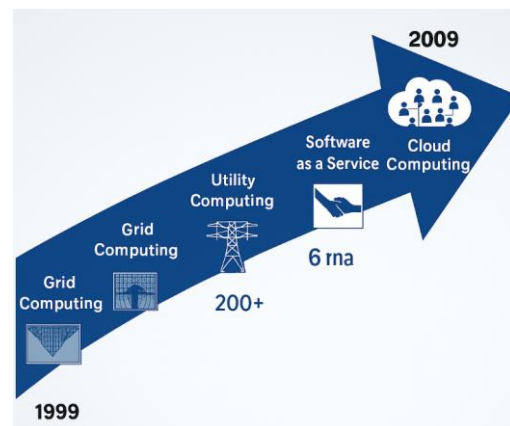 2009
Cloud
Computing
Software
as a Service
6 rna
Utility
Computing
200+
Grid
Computing
Grid
Computing
1999